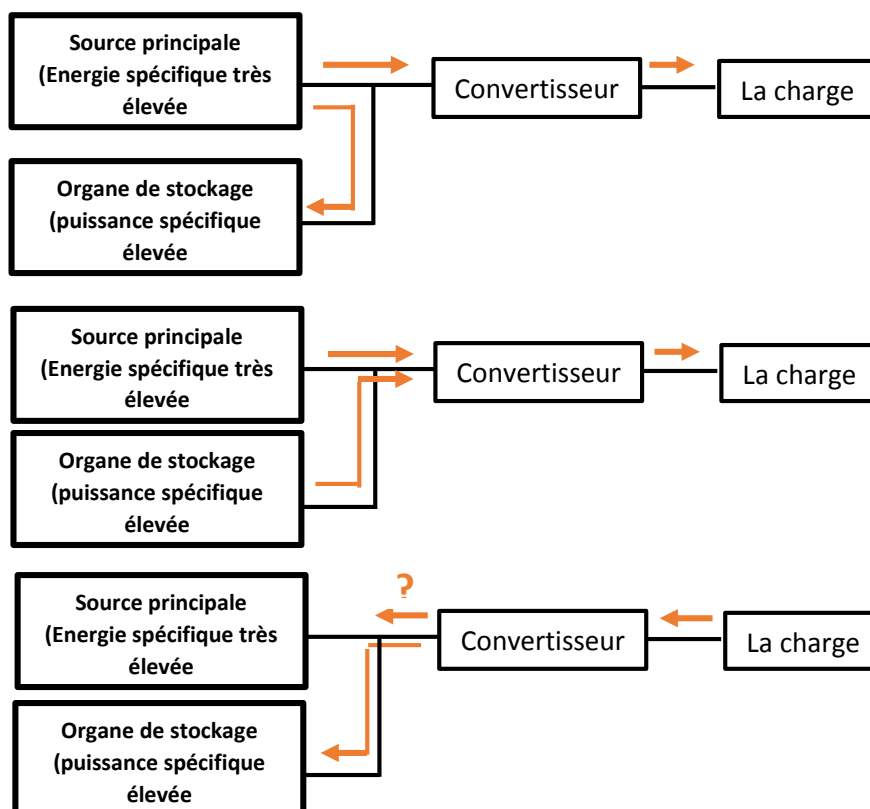 Source principale
(Energie spécifique très
élevée
Convertisseur
La charge
Organe de stockage
(puissance spécifique
élevée
Source principale
(Energie spécifique très
élevée
Convertisseur
La charge
Organe de stockage
(puissance spécifique
élevée
?
Source principale
(Energie spécifique très
élevée
Convertisseur
La charge
Organe de stockage
(puissance spécifique
élevée